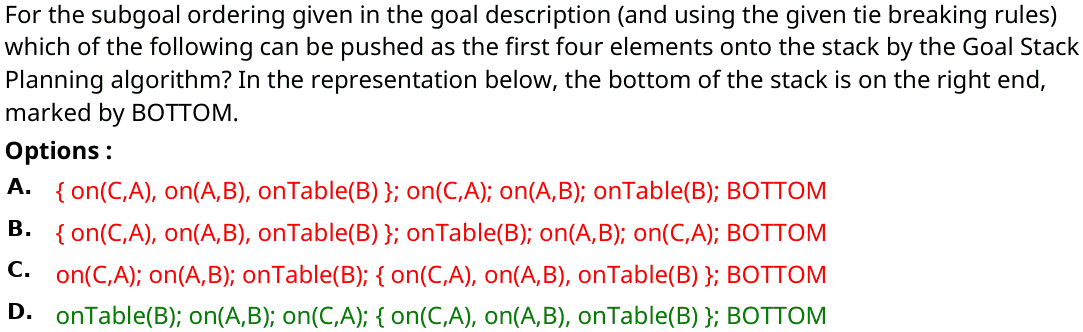 For the subgoal ordering given in the goal description (and using the given tie breaking rules)
which of the following can be pushed as the first four elements onto the stack by the Goal Stack
Planning algorithm? In the representation below, the bottom of the stack is on the right end,
marked by BOTTOM.
Options :
A. { on(C,A), on(A,B), onTable(B) }; on(C,A); on(A,B); onTable(B); BOTTOM
B. { on(C,A), on(A,B), onTable(B) }; onTable(B); on(A,B); on(C,A); BOTTOM
C. on(C,A); on(A,B); onTable(B); { on(C,A), on(A,B), onTable(B) }; BOTTOM
D. onTable(B); on(A,B); on(C,A); { on(C,A), on(A,B), onTable(B) }; BOTTOM